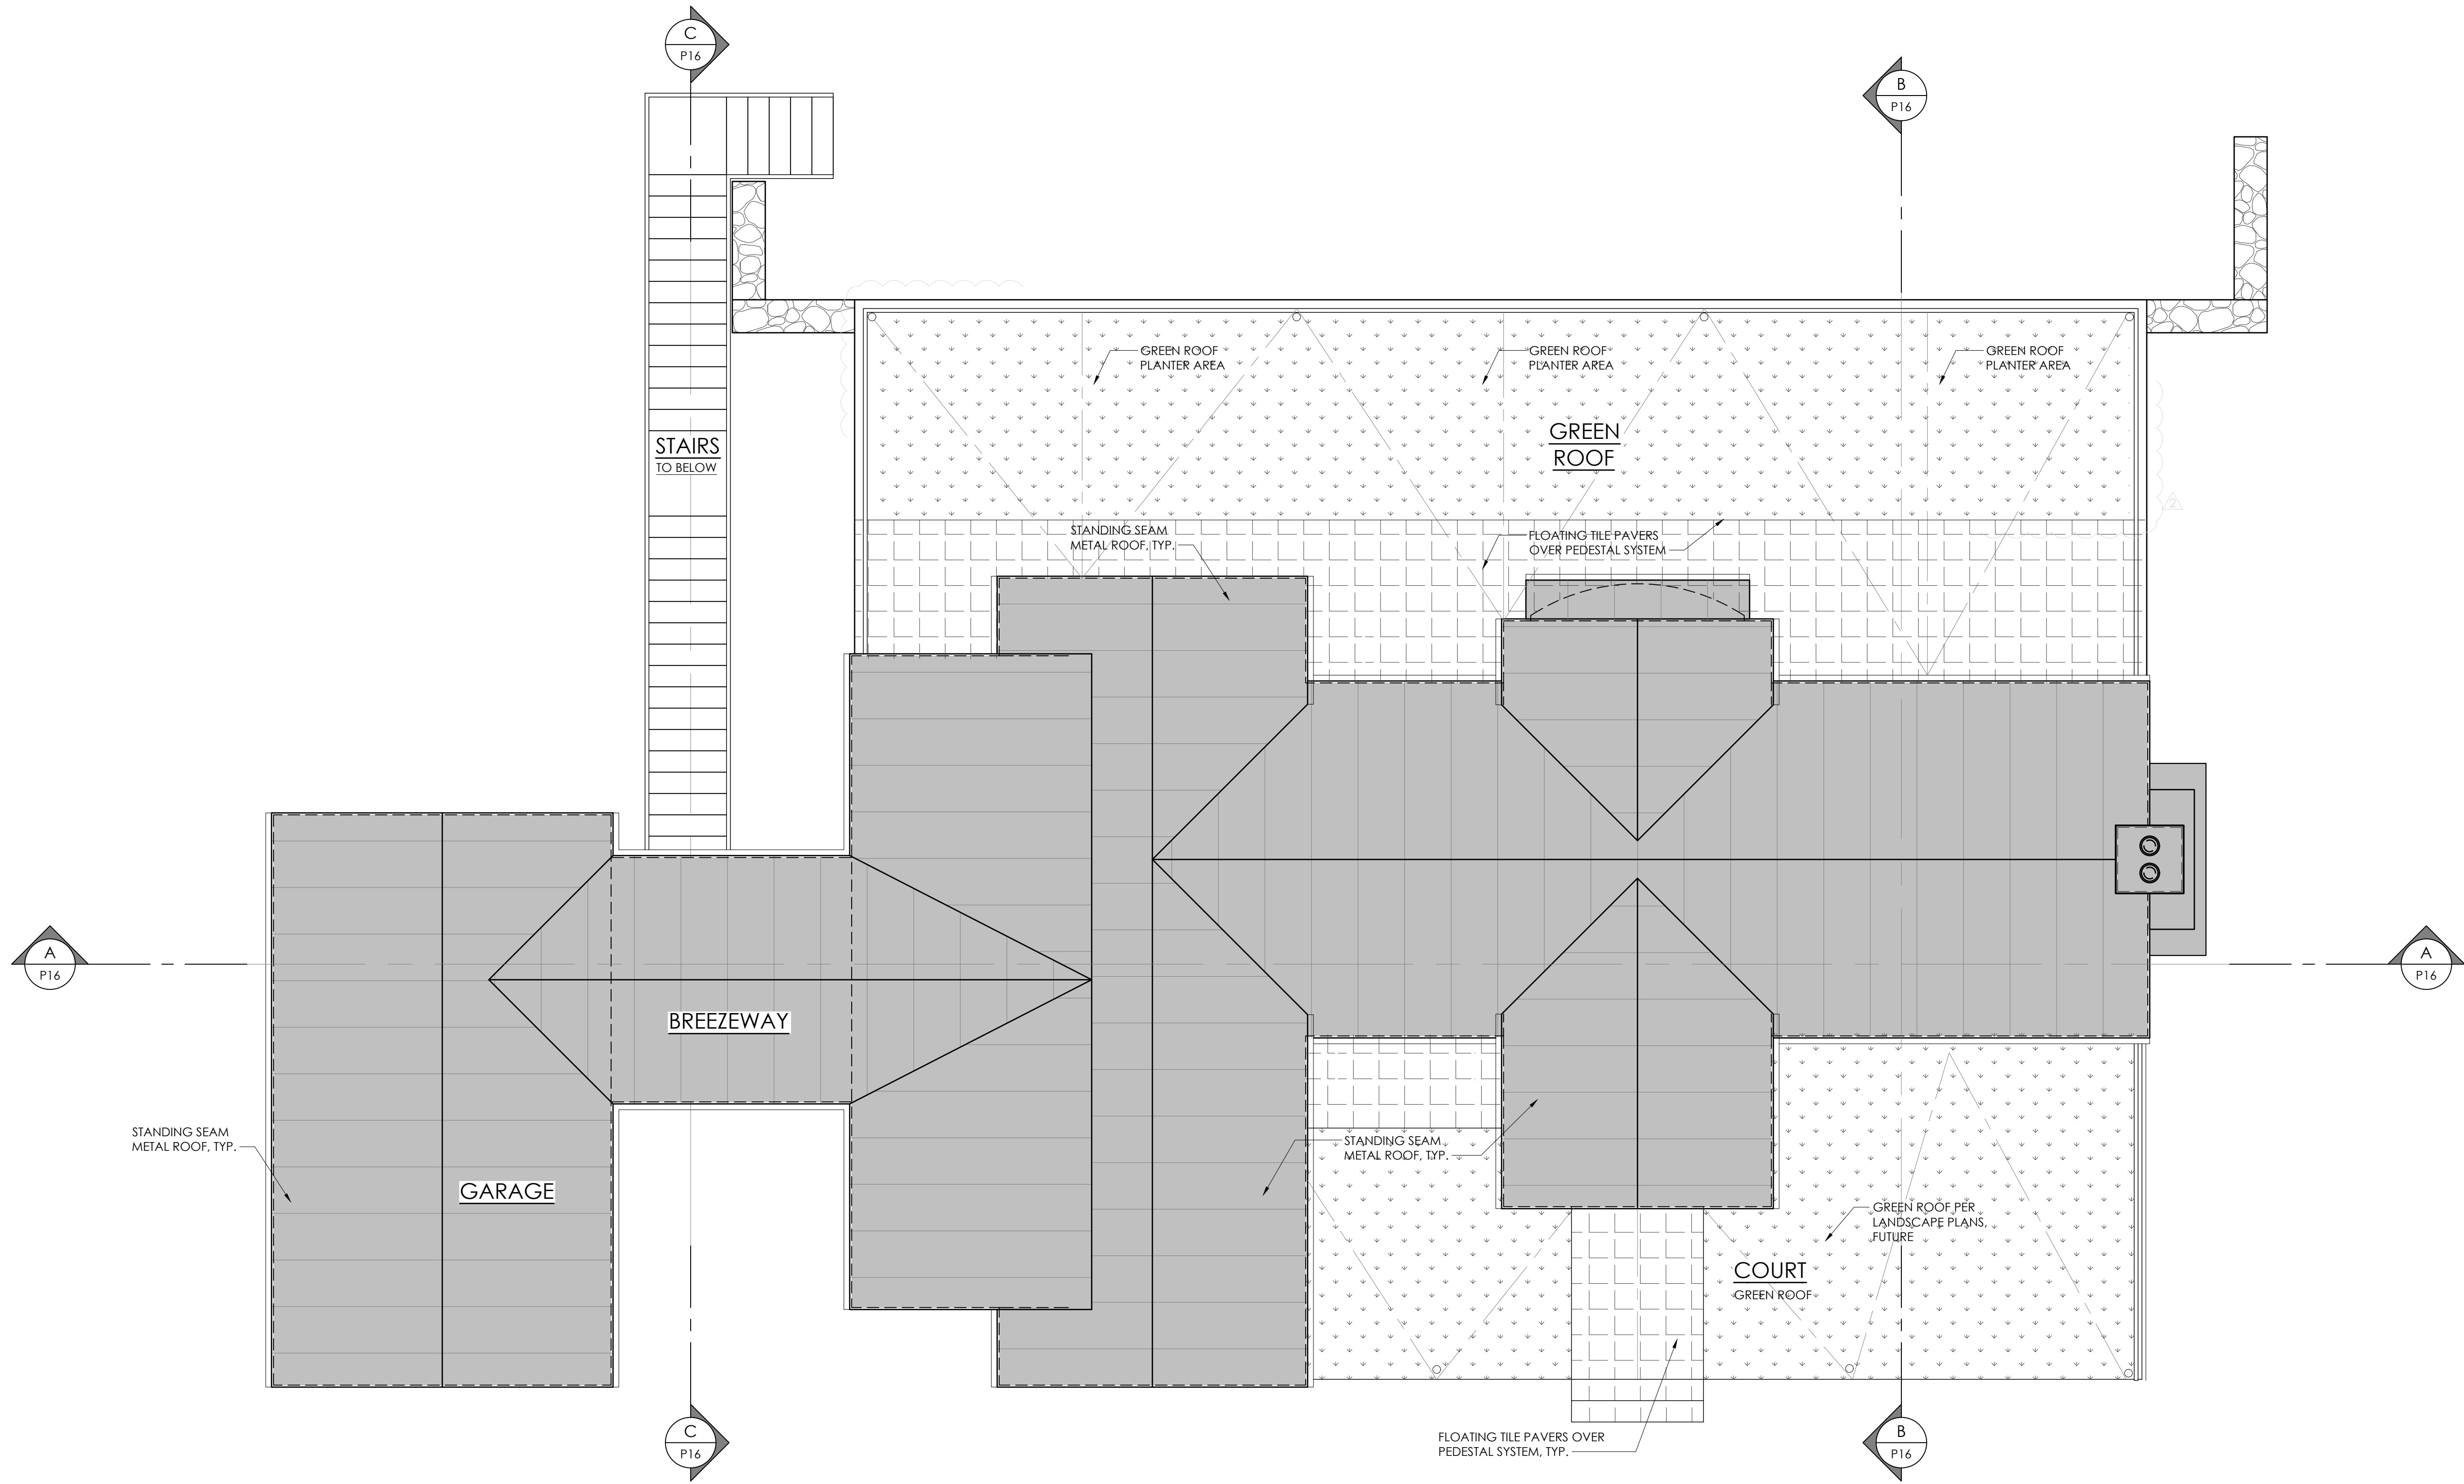 C
P16
B
P16
GREEN ROOF
PLANTER AREA
GREEN ROOF
PLANTER AREA
GREEN ROOF
PLANTER AREA
GREEN
ROOF
STAIRS
TO BELOW
2
STANDING SEAM
METAL ROOF, TYP.
FLOATING TILE PAVERS
OVER PEDESTAL SYSTEM
A
P16
A
P16
BREEZEWAY
STANDING SEAM
METAL ROOF, TYP.
STANDING SEAM
METAL ROOF, TYP.
GARAGE
GREEN ROOF PER
LANDSCAPE PLANS,
FUTURE
COURT
GREEN ROOF
FLOATING TILE PAVERS OVER
PEDESTAL SYSTEM, TYP.
C
P16
B
P16